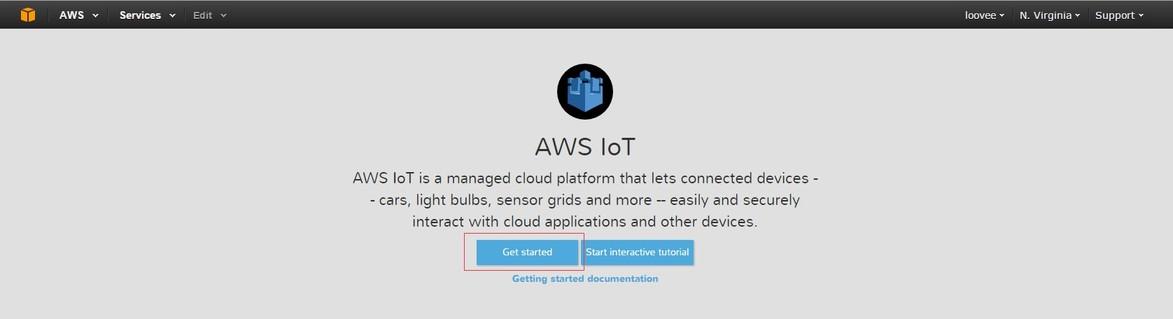 AWS Services Edit loovee N. Virginia Support
AWS IoT
AWS IoT is a managed cloud platform that lets connected devices -
- cars, light bulbs, sensor grids and more -- easily and securely
interact with cloud applications and other devices.
Get started Start interactive tutorial
Getting started documentation